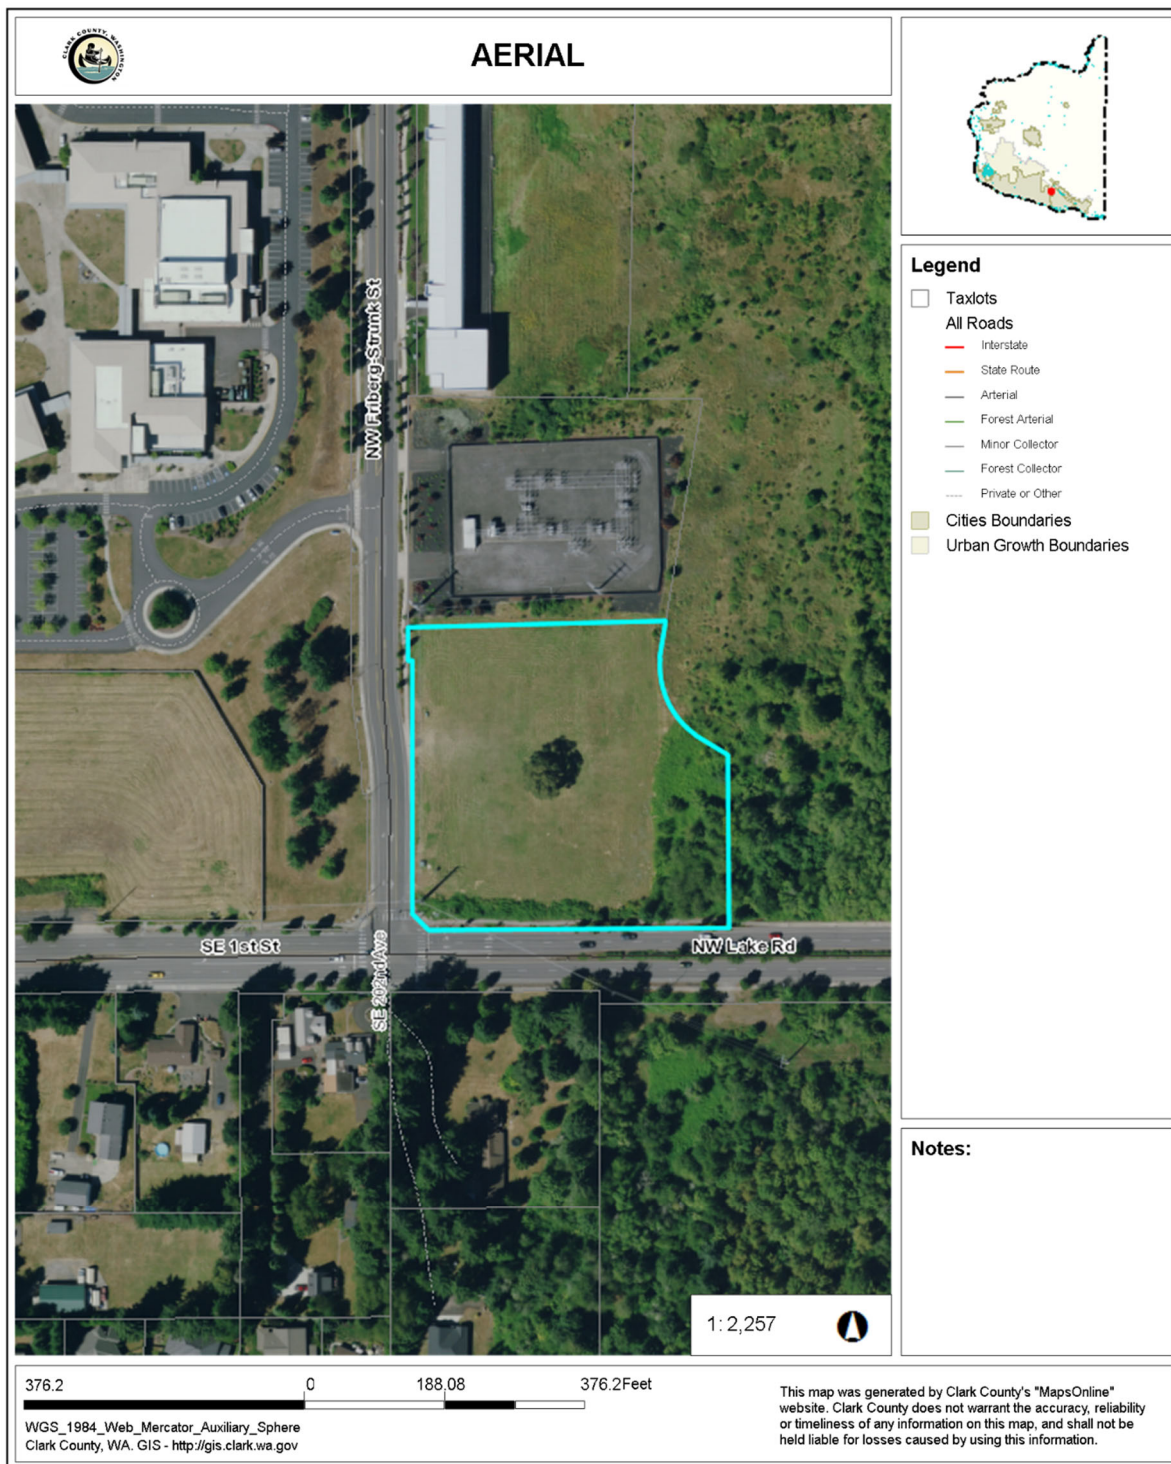 CLARK COUNTY, WASHINGTON
AERIAL
NW Friberg-Strunk St
SE 1st St
SE 202nd Ave
NW Lake Rd
1: 2,257
Legend
Taxlots
All Roads
Interstate
State Route
Arterial
Forest Arterial
Minor Collector
Forest Collector
Private or Other
Cities Boundaries
Urban Growth Boundaries
Notes:
376.2 0 188.08 376.2Feet
WGS_1984_Web_Mercator_Auxiliary_Sphere
Clark County, WA. GIS - http://gis.clark.wa.gov
This map was generated by Clark County's "MapsOnline"
website. Clark County does not warrant the accuracy, reliability
or timeliness of any information on this map, and shall not be
held liable for losses caused by using this information.